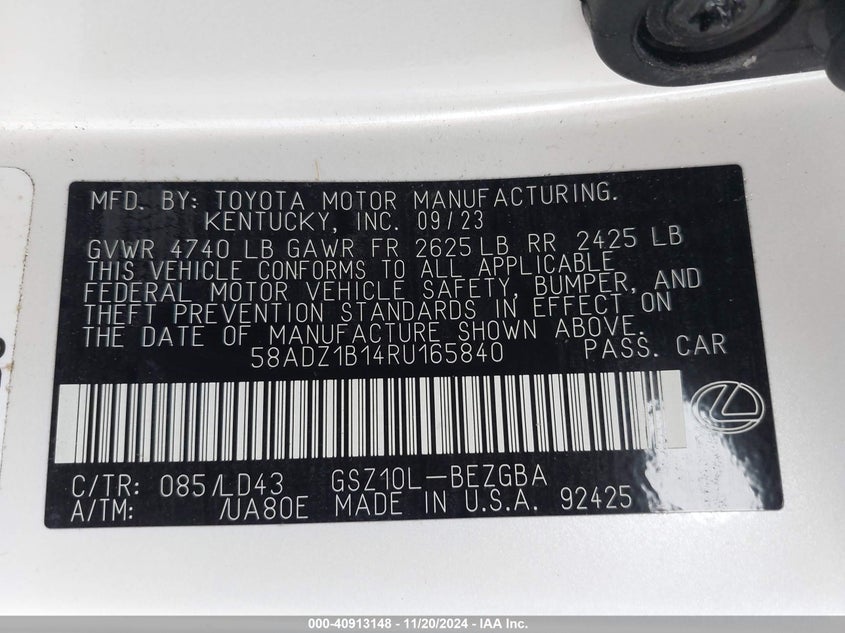 MFD. BY: TOYOTA MOTOR MANUFACTURING.
KENTUCKY, INC. 09/23
GVWR 4740 LB GAWR FR 2625 LB RR 2425 LB
THIS VEHICLE CONFORMS TO ALL APPLICABLE
FEDERAL MOTOR VEHICLE SAFETY, BUMPER, AND
THEFT PREVENTION STANDARDS IN EFFECT ON
THE DATE OF MANUFACTURE SHOWN ABOVE.
58ADZ1B14RU165840 PASS. CAR
C/TR: 085/LD43 GSZ10L-BEZGBA
A/TM: /UA80E MADE IN U.S.A. 92425
000-40913148 - 11/20/2024 - IAA Inc.